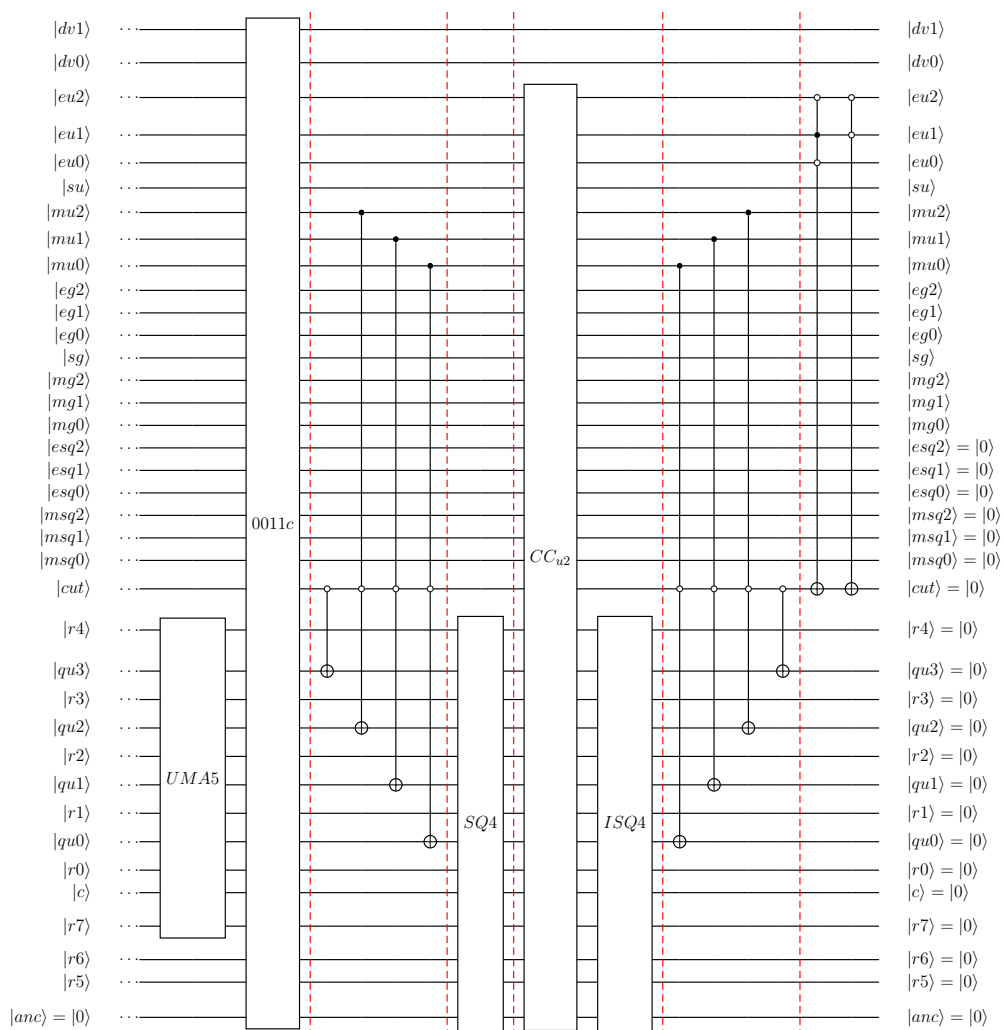 |dv1⟩ ··· |dv1⟩
|dv0⟩ ··· |dv0⟩
|eu2⟩ ··· |eu2⟩
|eu1⟩ ··· |eu1⟩
|eu0⟩ ··· |eu0⟩
|su⟩ ··· |su⟩
|mu2⟩ ··· |mu2⟩
|mu1⟩ ··· |mu1⟩
|mu0⟩ ··· |mu0⟩
|eg2⟩ ··· |eg2⟩
|eg1⟩ ··· |eg1⟩
|eg0⟩ ··· |eg0⟩
|sg⟩ ··· |sg⟩
|mg2⟩ ··· |mg2⟩
|mg1⟩ ··· |mg1⟩
|mg0⟩ ··· |mg0⟩
|esq2⟩ ··· |esq2⟩ = |0⟩
|esq1⟩ ··· |esq1⟩ = |0⟩
|esq0⟩ ··· |esq0⟩ = |0⟩
|msq2⟩ ··· |msq2⟩ = |0⟩
0011c
|msq1⟩ ··· |msq1⟩ = |0⟩
|msq0⟩ ··· CC_{u2} |msq0⟩ = |0⟩
|cut⟩ ··· |cut⟩ = |0⟩
|r4⟩ ··· |r4⟩ = |0⟩
|qu3⟩ ··· |qu3⟩ = |0⟩
|r3⟩ ··· |r3⟩ = |0⟩
|qu2⟩ ··· |qu2⟩ = |0⟩
|r2⟩ ··· |r2⟩ = |0⟩
UMA5
|qu1⟩ ··· |qu1⟩ = |0⟩
|r1⟩ ··· |r1⟩ = |0⟩
SQ4 ISQ4
|qu0⟩ ··· |qu0⟩ = |0⟩
|r0⟩ ··· |r0⟩ = |0⟩
|c⟩ ··· |c⟩ = |0⟩
|r7⟩ ··· |r7⟩ = |0⟩
|r6⟩ ··· |r6⟩ = |0⟩
|r5⟩ ··· |r5⟩ = |0⟩
|anc⟩ = |0⟩ ··· |anc⟩ = |0⟩